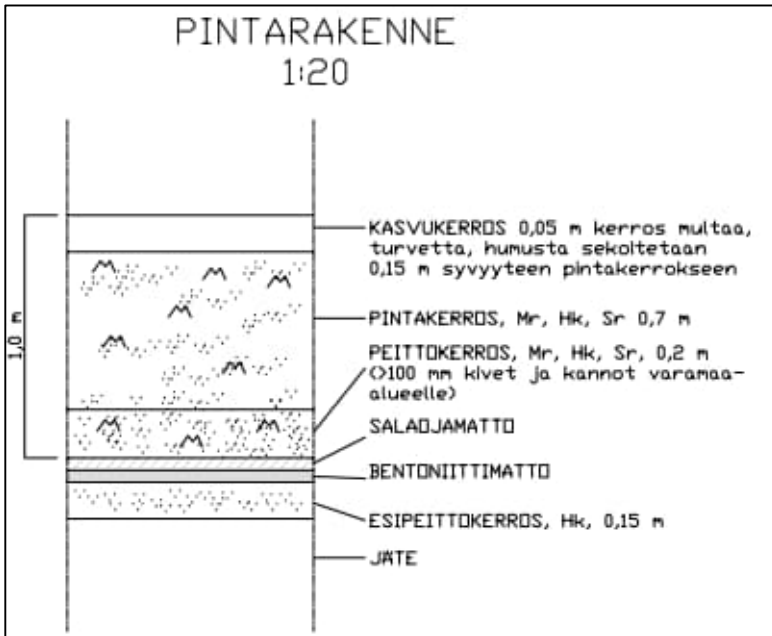 PINTARAKENNE
1:20
KASVUKERROS 0,05 m kerros multaa,
turvetta, humusta sekoitetaan
0,15 m syvyyteen pintakerrokseen
1,0 m
PINTAKERROS, Mr, Hk, Sr 0,7 m
PEITTOKERROS, Mr, Hk, Sr, 0,2 m
(>100 mm kivet ja kannot varamaa-
alueelle)
SALAOJAMATTO
BENTONIITTIMATTO
ESIPEITTOKERROS, Hk, 0,15 m
JÄTE